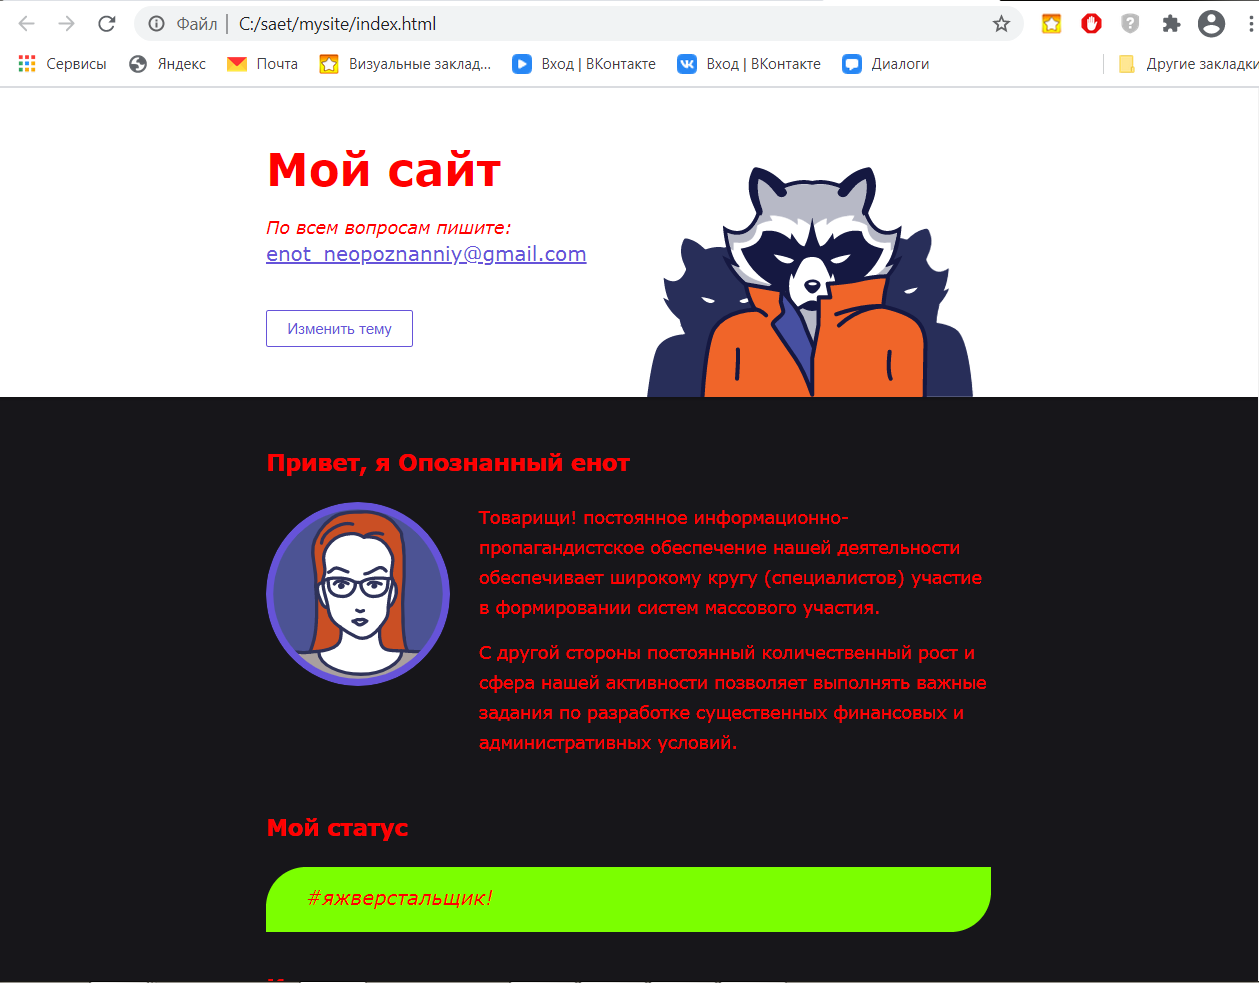 Файл | C:/saet/mysite/index.html
Сервисы Яндекс Почта Визуальные заклад... Вход | ВКонтакте Вход | ВКонтакте Диалоги Другие закладки
Мой сайт
По всем вопросам пишите:
enot_neopoznanniy@gmail.com
Изменить тему
Привет, я Опознанный енот
Товарищи! постоянное информационно-
пропагандистское обеспечение нашей деятельности
обеспечивает широкому кругу (специалистов) участие
в формировании систем массового участия.
С другой стороны постоянный количественный рост и
сфера нашей активности позволяет выполнять важные
задания по разработке существенных финансовых и
административных условий.
Мой статус
#яжверстальщик!